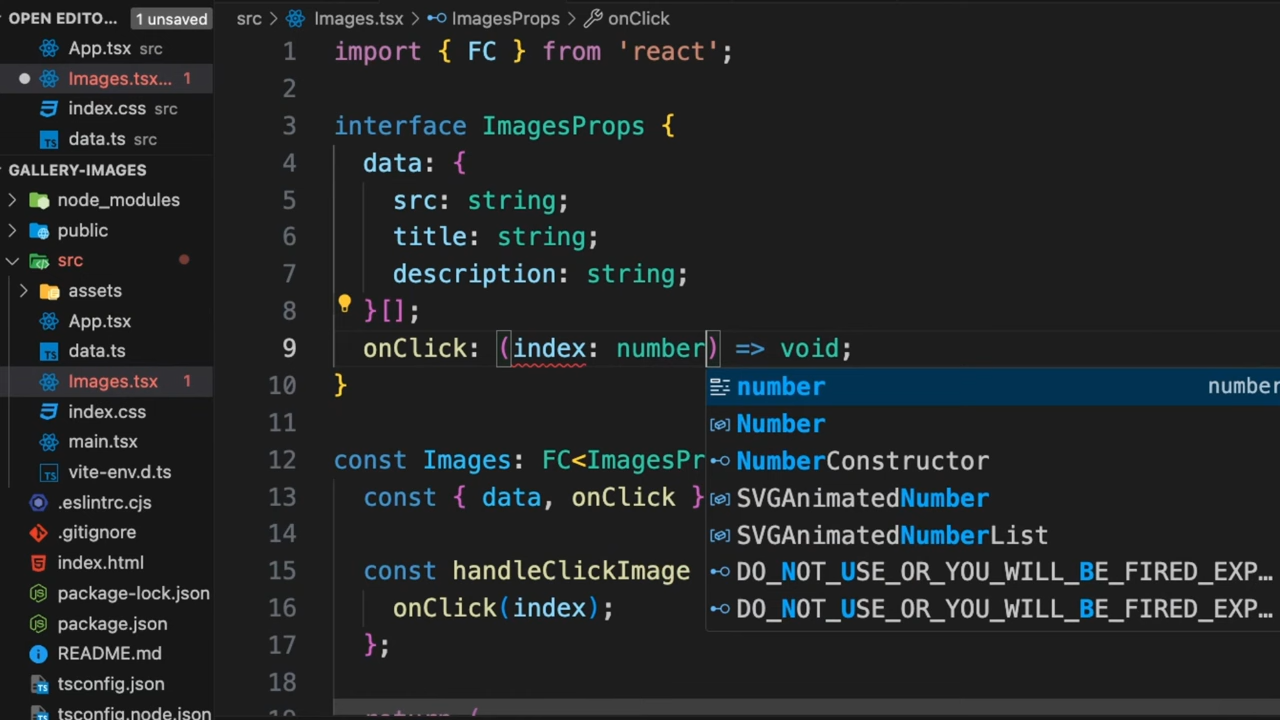 OPEN EDITO... 1 unsaved
App.tsx src
Images.tsx... 1
index.css src
data.ts src
GALLERY-IMAGES
node_modules
public
src
assets
App.tsx
data.ts
Images.tsx 1
index.css
main.tsx
vite-env.d.ts
.eslintrc.cjs
.gitignore
index.html
package-lock.json
package.json
README.md
tsconfig.json
tsconfig.node.json
src > Images.tsx > ImagesProps > onClick
1 import { FC } from 'react';
2
3 interface ImagesProps {
4 data: {
5 src: string;
6 title: string;
7 description: string;
8 }[];
9 onClick: (index: number) => void;
10 }
11
12 const Images: FC<ImagesPr
13 const { data, onClick }
14
15 const handleClickImage
16 onClick(index);
17 };
18
19 return (
number number
Number
NumberConstructor
SVGAnimatedNumber
SVGAnimatedNumberList
DO_NOT_USE_OR_YOU_WILL_BE_FIRED_EXP...
DO_NOT_USE_OR_YOU_WILL_BE_FIRED_EXP...